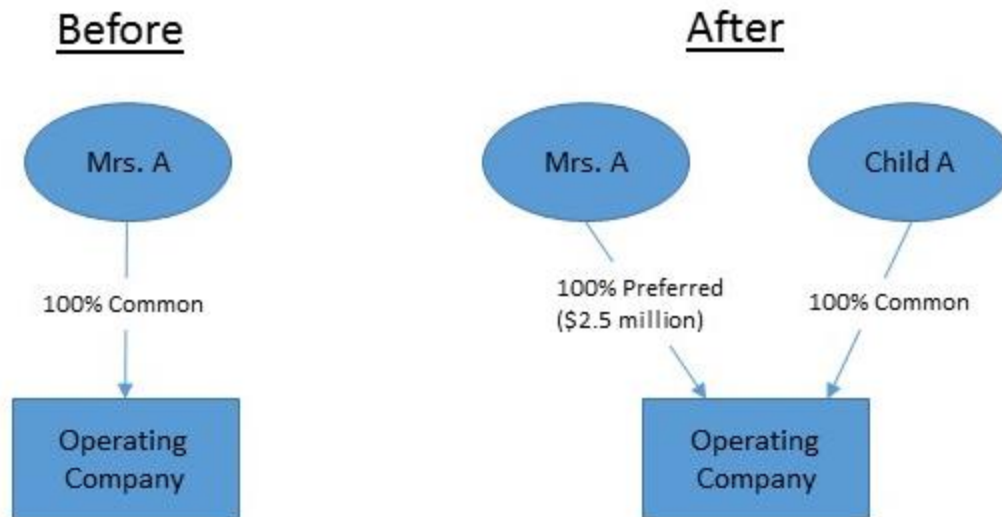 Before
After
Mrs. A
Mrs. A
Child A
100% Common
100% Preferred
($2.5 million)
100% Common
Operating
Company
Operating
Company